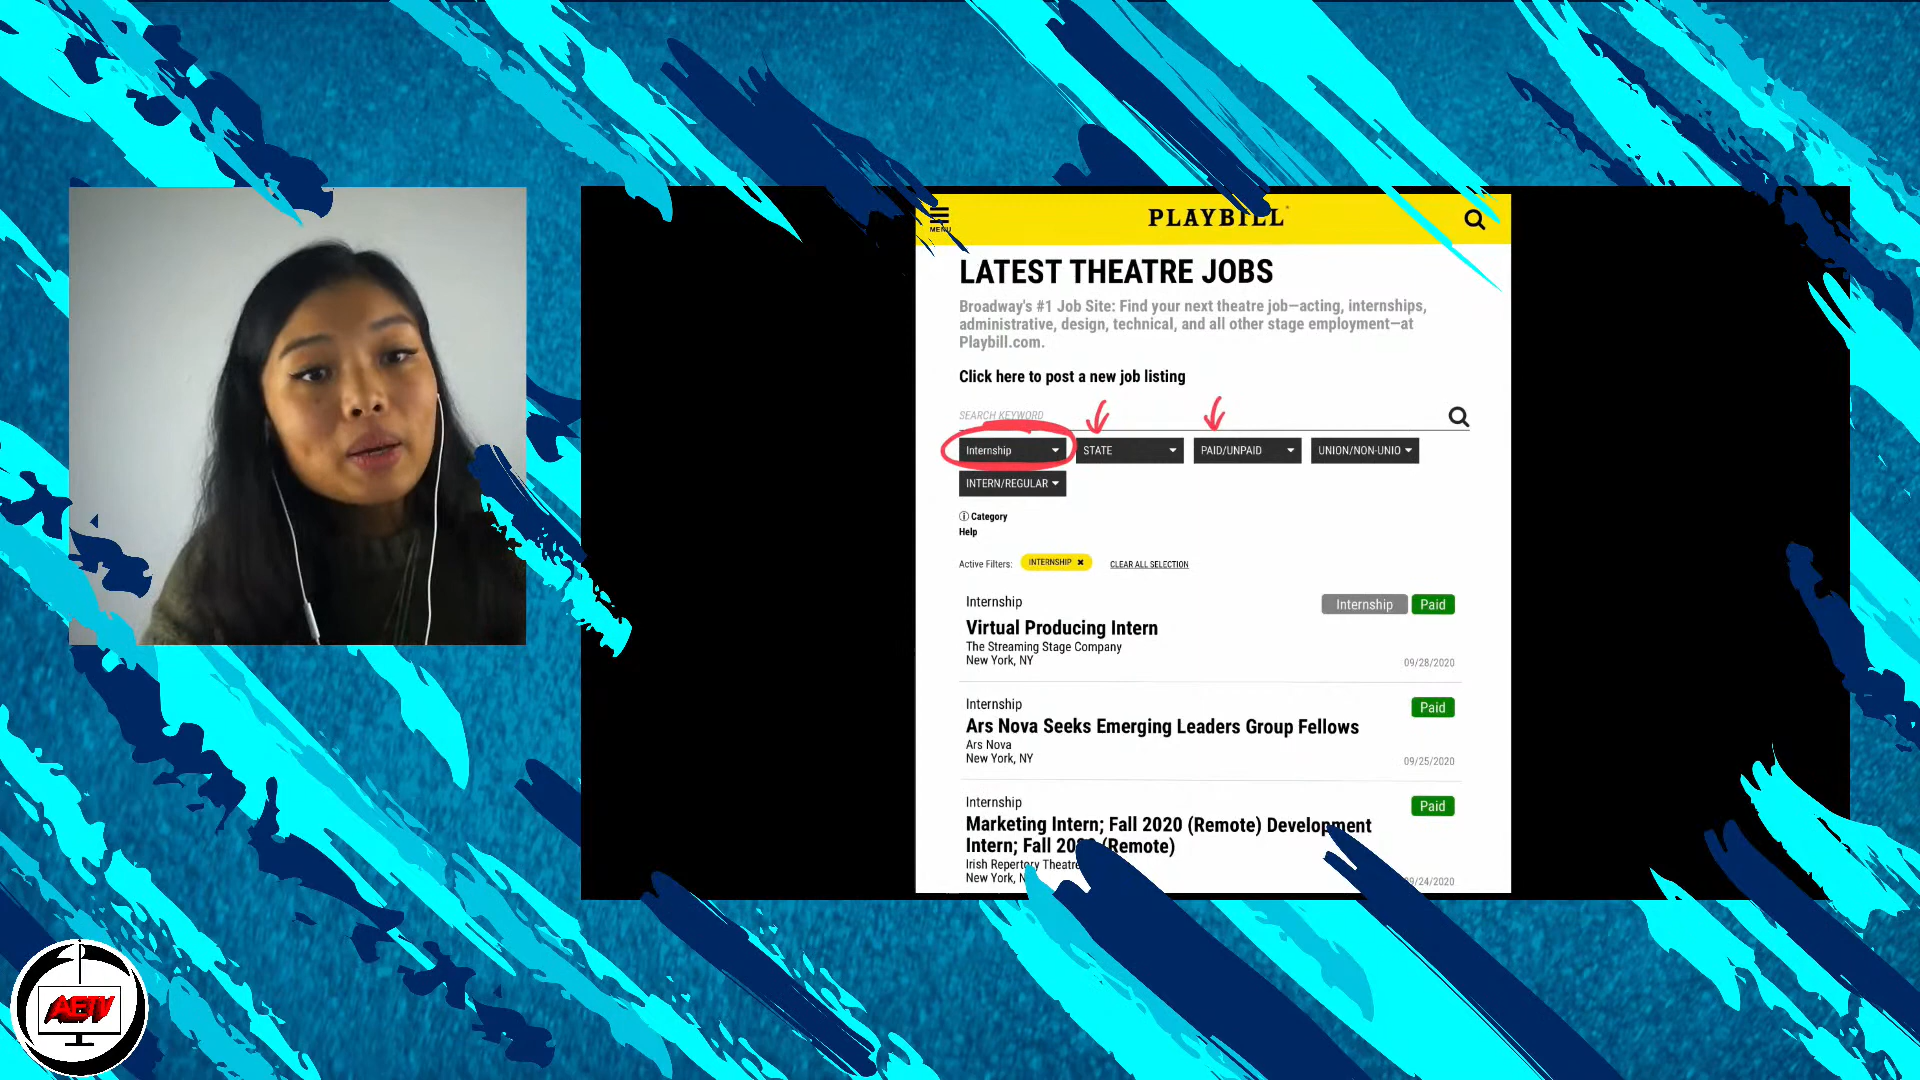 MENU
PLAYBILL
LATEST THEATRE JOBS
Broadway's #1 Job Site: Find your next theatre job—acting, internships,
administrative, design, technical, and all other stage employment—at
Playbill.com.
Click here to post a new job listing
SEARCH KEYWORD
Internship STATE PAID/UNPAID UNION/NON-UNIO
INTERN/REGULAR
Category
Help
Active Filters: INTERNSHIP CLEAR ALL SELECTION
Internship Internship Paid
Virtual Producing Intern
The Streaming Stage Company
New York, NY 09/28/2020
Internship Paid
Ars Nova Seeks Emerging Leaders Group Fellows
Ars Nova
New York, NY 09/25/2020
Internship Paid
Marketing Intern; Fall 2020 (Remote) Development
Intern; Fall (Remote)
Irish Repertory Theatre
New York, 09/24/2020
AETV